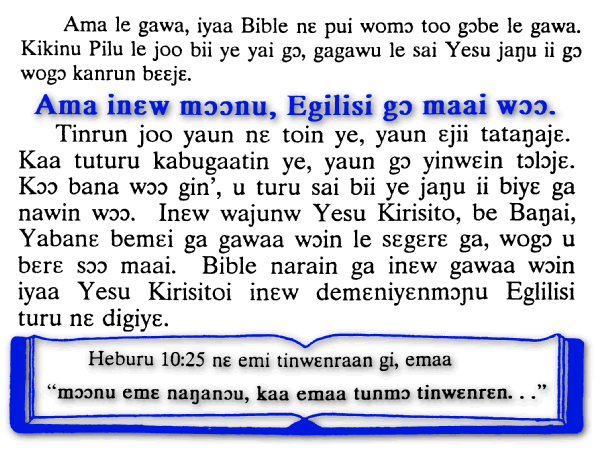 Ama le gawa, iyaa Bible nɛ pui womɔ too gɔbe le gawa.
Kikinu Pilu le joo bii ye yai gɔ, gagawu le sai Yesu jaŋu ii gɔ
wogɔ kanrun bɛɛjɛ.
Ama inɛw mɔɔnu, Egilisi gɔ maai wɔɔ.
Tinrun joo yaun nɛ toin ye, yaun ɛjii tataŋajɛ.
Kaa tuturu kabugaatin ye, yaun gɔ yinwɛin tɔlɔjɛ.
Kɔɔ bana wɔɔ gin’, u turu sai bii ye jaŋu ii biyɛ ga
nawin wɔɔ. Inɛw wajunw Yesu Kirisito, be Baŋai,
Yabanɛ bemɛi ga gawaa wɔin le sɛgɛrɛ ga, wogɔ u
bɛrɛ sɔɔ maai. Bible narain ga inɛw gawaa wɔin
iyaa Yesu Kirisitoi inɛw demɛniyɛnmɔɲu Eglilisi
turu nɛ digiyɛ.
Heburu 10:25 nɛ emi tinwɛnraan gi, emaa
“mɔɔnu emɛ naŋanɔu, kaa emaa tunmɔ tinwɛnrɛn. . .”